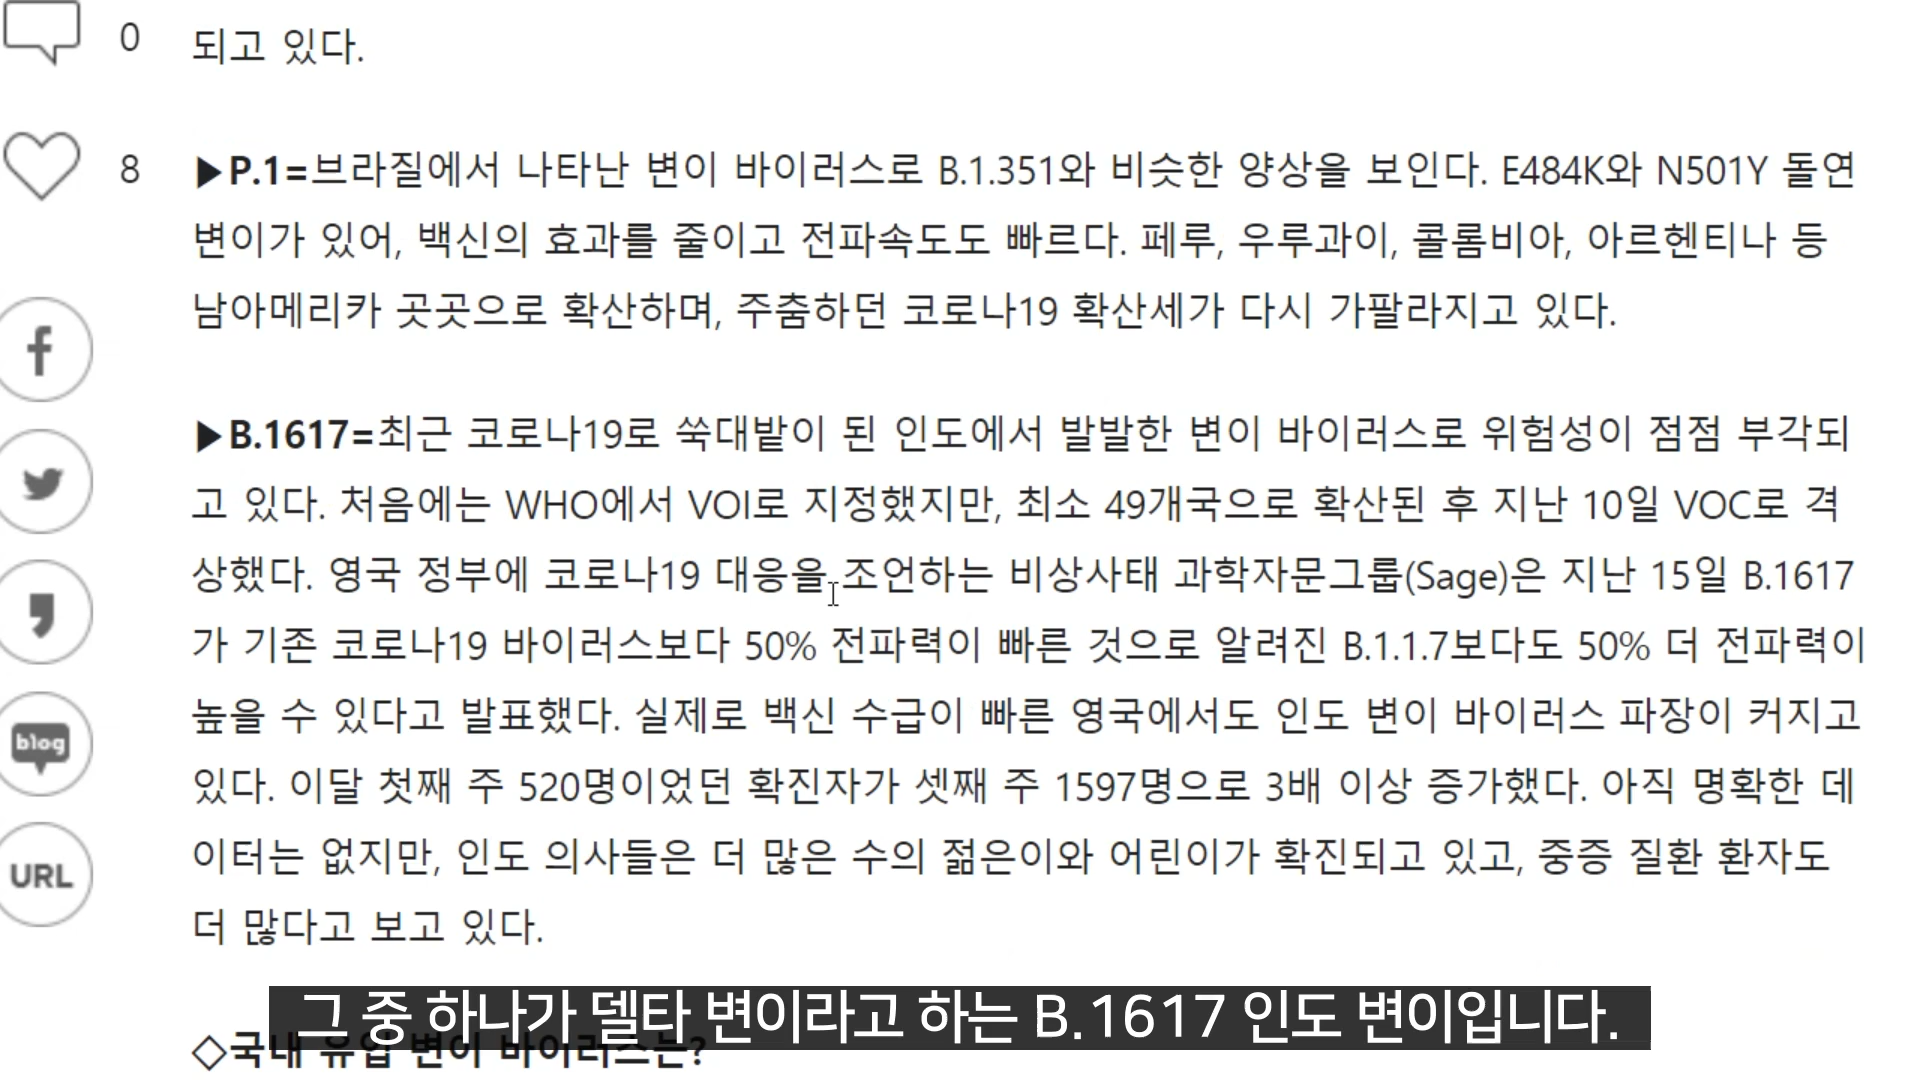 0
되고 있다.
8
▶P.1=브라질에서 나타난 변이 바이러스로 B.1.351와 비슷한 양상을 보인다. E484K와 N501Y 돌연
변이가 있어, 백신의 효과를 줄이고 전파속도도 빠르다. 페루, 우루과이, 콜롬비아, 아르헨티나 등
남아메리카 곳곳으로 확산하며, 주춤하던 코로나19 확산세가 다시 가팔라지고 있다.
▶B.1617=최근 코로나19로 쑥대밭이 된 인도에서 발발한 변이 바이러스로 위험성이 점점 부각되
고 있다. 처음에는 WHO에서 VOI로 지정했지만, 최소 49개국으로 확산된 후 지난 10일 VOC로 격
상했다. 영국 정부에 코로나19 대응을 조언하는 비상사태 과학자문그룹(Sage)은 지난 15일 B.1617
가 기존 코로나19 바이러스보다 50% 전파력이 빠른 것으로 알려진 B.1.1.7보다도 50% 더 전파력이
높을 수 있다고 발표했다. 실제로 백신 수급이 빠른 영국에서도 인도 변이 바이러스 파장이 커지고
있다. 이달 첫째 주 520명이었던 확진자가 셋째 주 1597명으로 3배 이상 증가했다. 아직 명확한 데
이터는 없지만, 인도 의사들은 더 많은 수의 젊은이와 어린이가 확진되고 있고, 중증 질환 환자도
더 많다고 보고 있다.
blog
URL
그 중 하나가 델타 변이라고 하는 B.1617 인도 변이입니다.
◇국내 유입 변이 바이러스는?